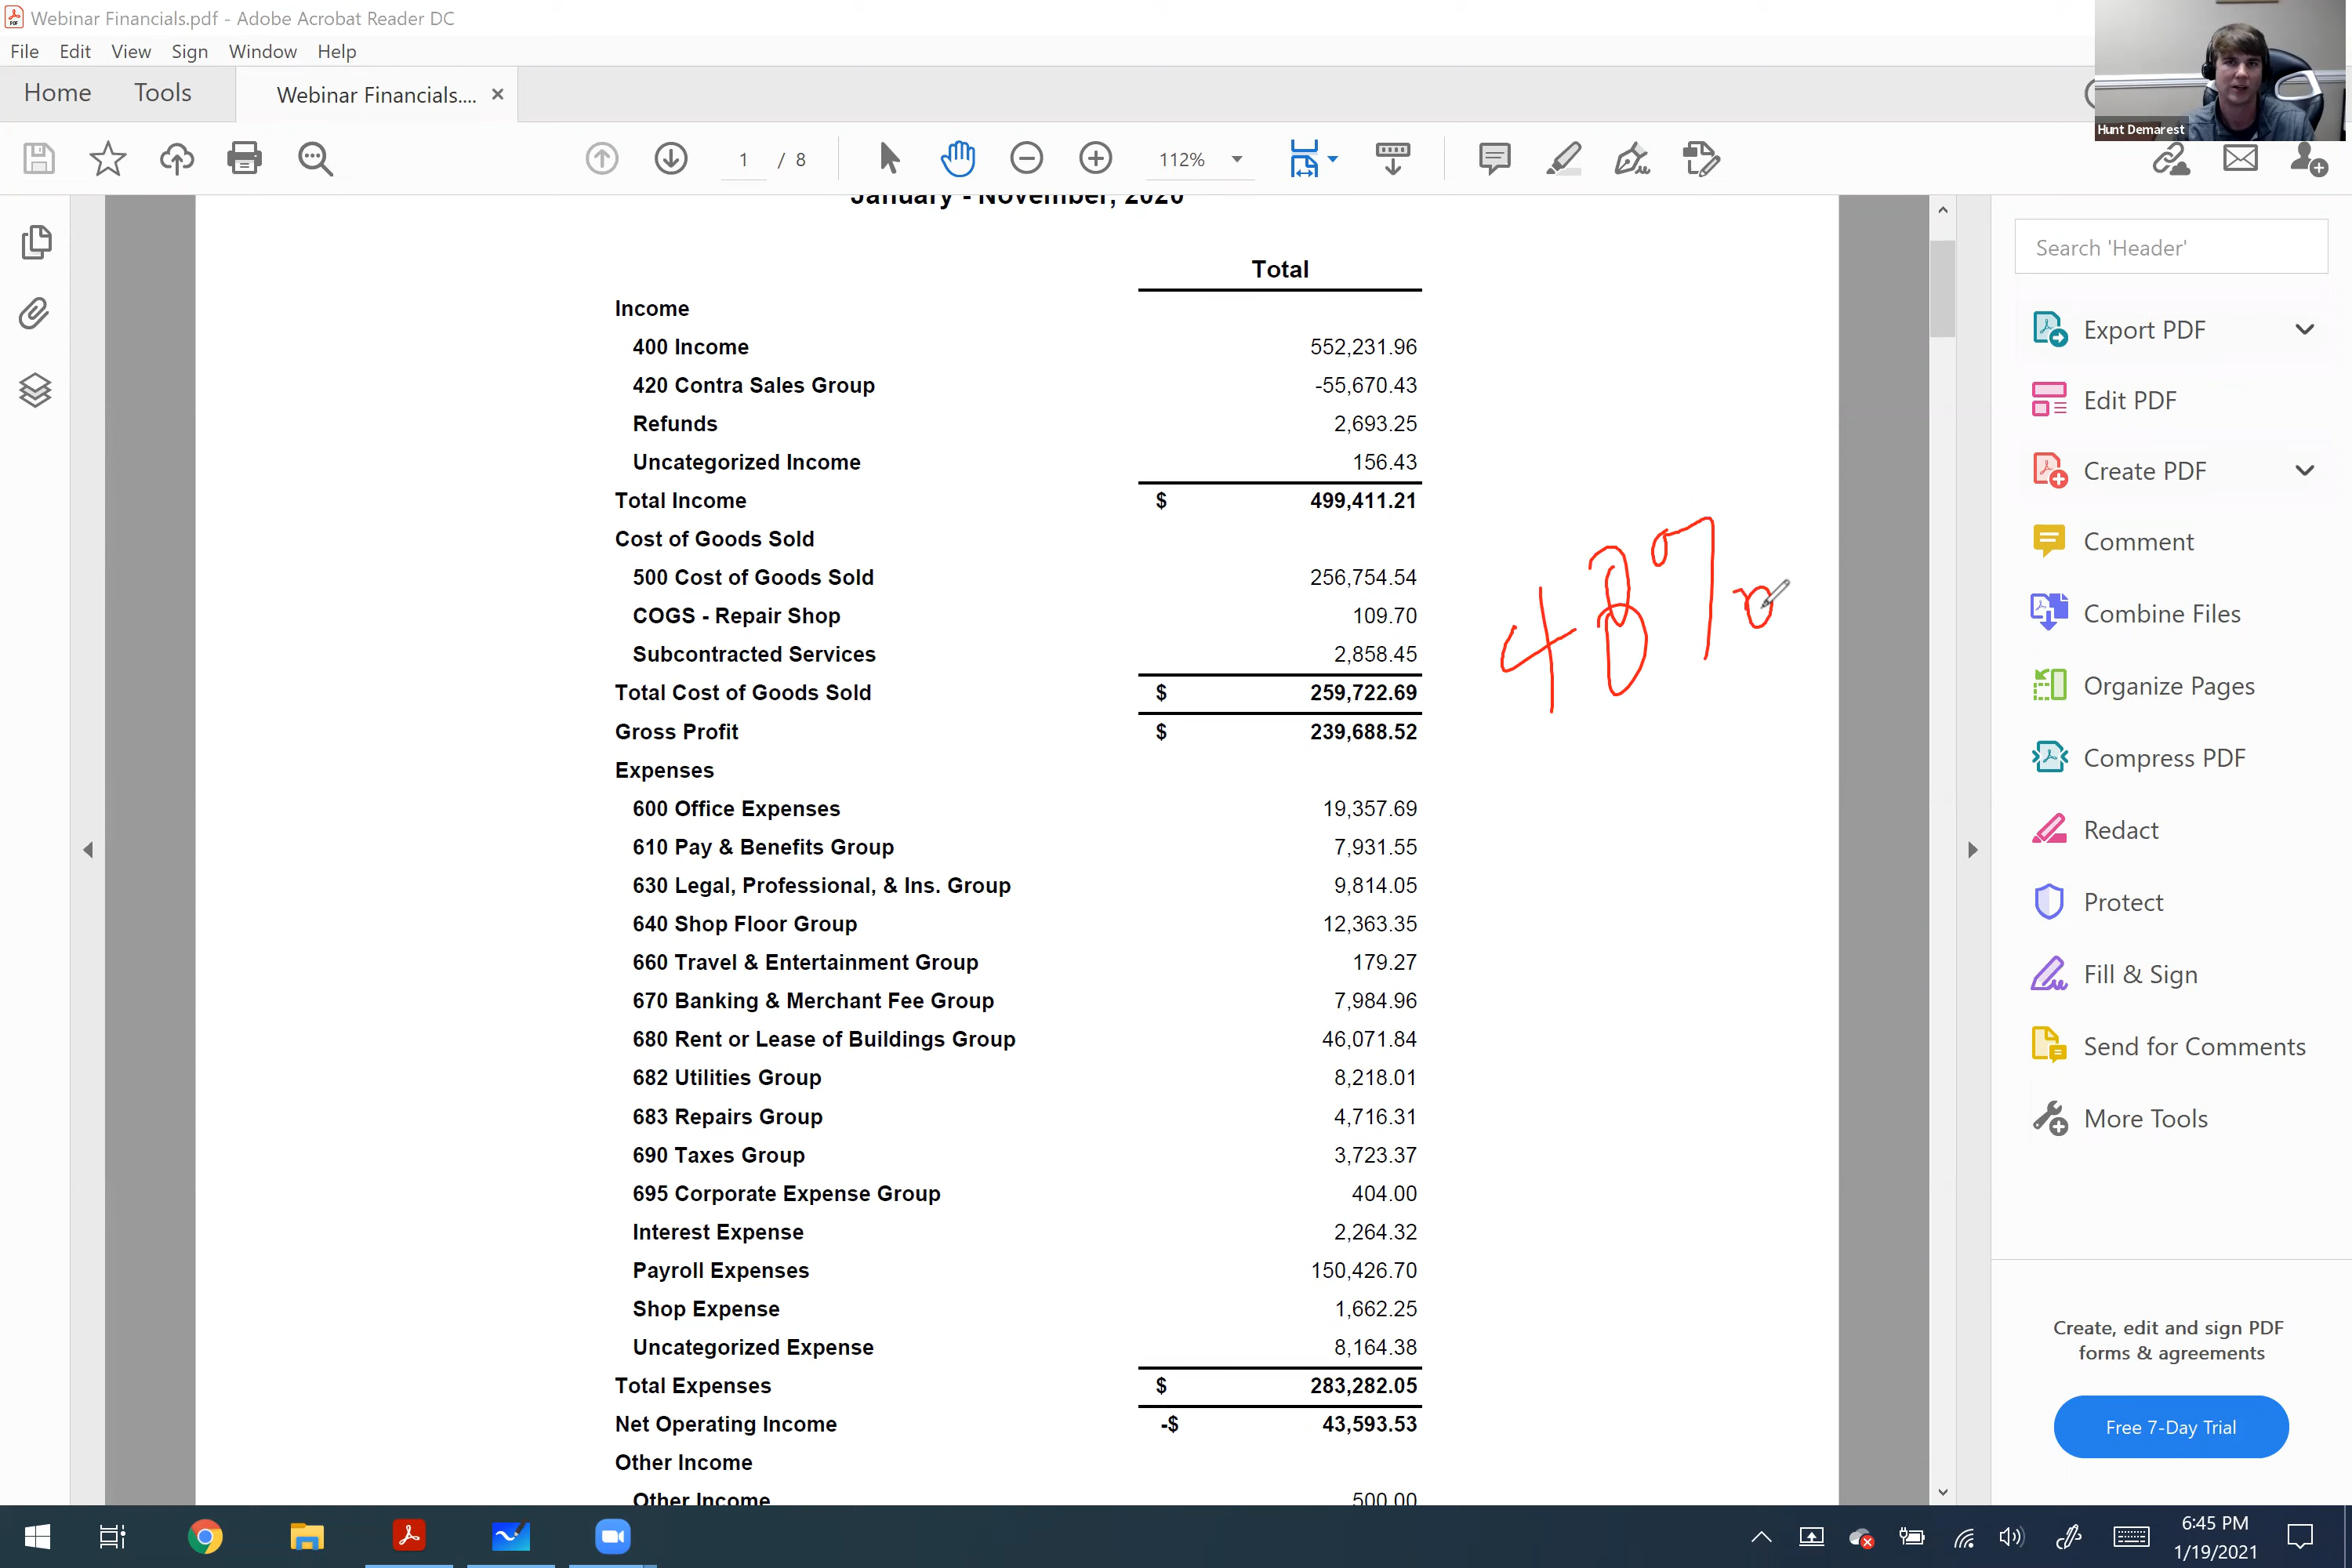 Webinar Financials.pdf - Adobe Acrobat Reader DC
File Edit View Sign Window Help
Home Tools Webinar Financials.... ×
1 / 8 112%
Hunt Demarest
January - November, 2020
Total
Income
400 Income 552,231.96
420 Contra Sales Group -55,670.43
Refunds 2,693.25
Uncategorized Income 156.43
Total Income $ 499,411.21
Cost of Goods Sold
500 Cost of Goods Sold 256,754.54
COGS - Repair Shop 109.70
Subcontracted Services 2,858.45
Total Cost of Goods Sold $ 259,722.69
Gross Profit $ 239,688.52
Expenses
600 Office Expenses 19,357.69
610 Pay & Benefits Group 7,931.55
630 Legal, Professional, & Ins. Group 9,814.05
640 Shop Floor Group 12,363.35
660 Travel & Entertainment Group 179.27
670 Banking & Merchant Fee Group 7,984.96
680 Rent or Lease of Buildings Group 46,071.84
682 Utilities Group 8,218.01
683 Repairs Group 4,716.31
690 Taxes Group 3,723.37
695 Corporate Expense Group 404.00
Interest Expense 2,264.32
Payroll Expenses 150,426.70
Shop Expense 1,662.25
Uncategorized Expense 8,164.38
Total Expenses $ 283,282.05
Net Operating Income -$ 43,593.53
Other Income
Other Income 500.00
48%
Search 'Header'
Export PDF
Edit PDF
Create PDF
Comment
Combine Files
Organize Pages
Compress PDF
Redact
Protect
Fill & Sign
Send for Comments
More Tools
Create, edit and sign PDF
forms & agreements
Free 7-Day Trial
6:45 PM
1/19/2021